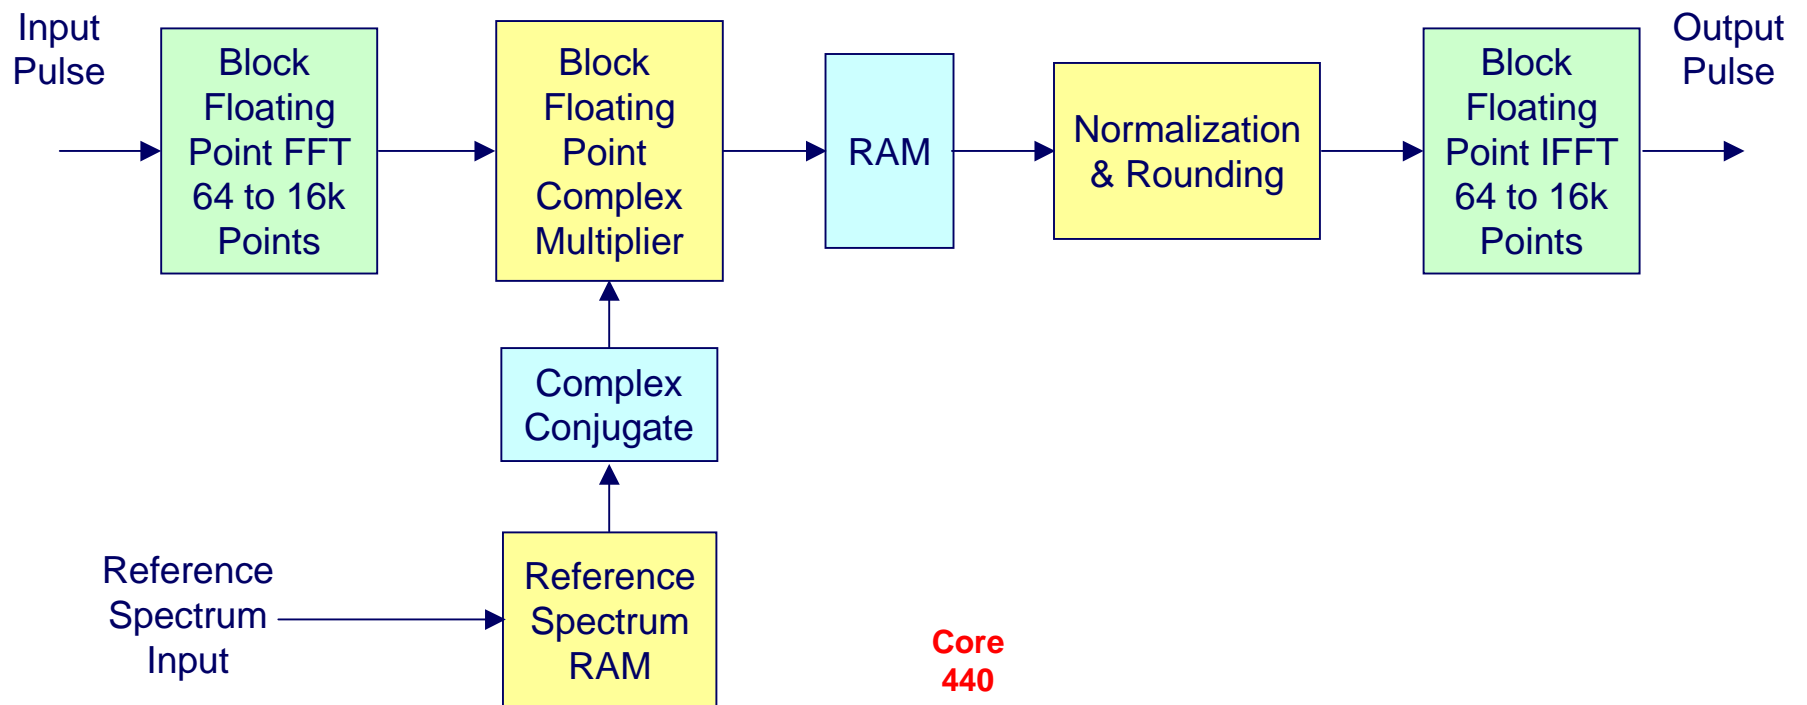 Input
Pulse
Block
Floating
Point FFT
64 to 16k
Points
Block
Floating
Point
Complex
Multiplier
RAM
Normalization
& Rounding
Block
Floating
Point IFFT
64 to 16k
Points
Output
Pulse
Complex
Conjugate
Reference
Spectrum
Input
Reference
Spectrum
RAM
Core
440